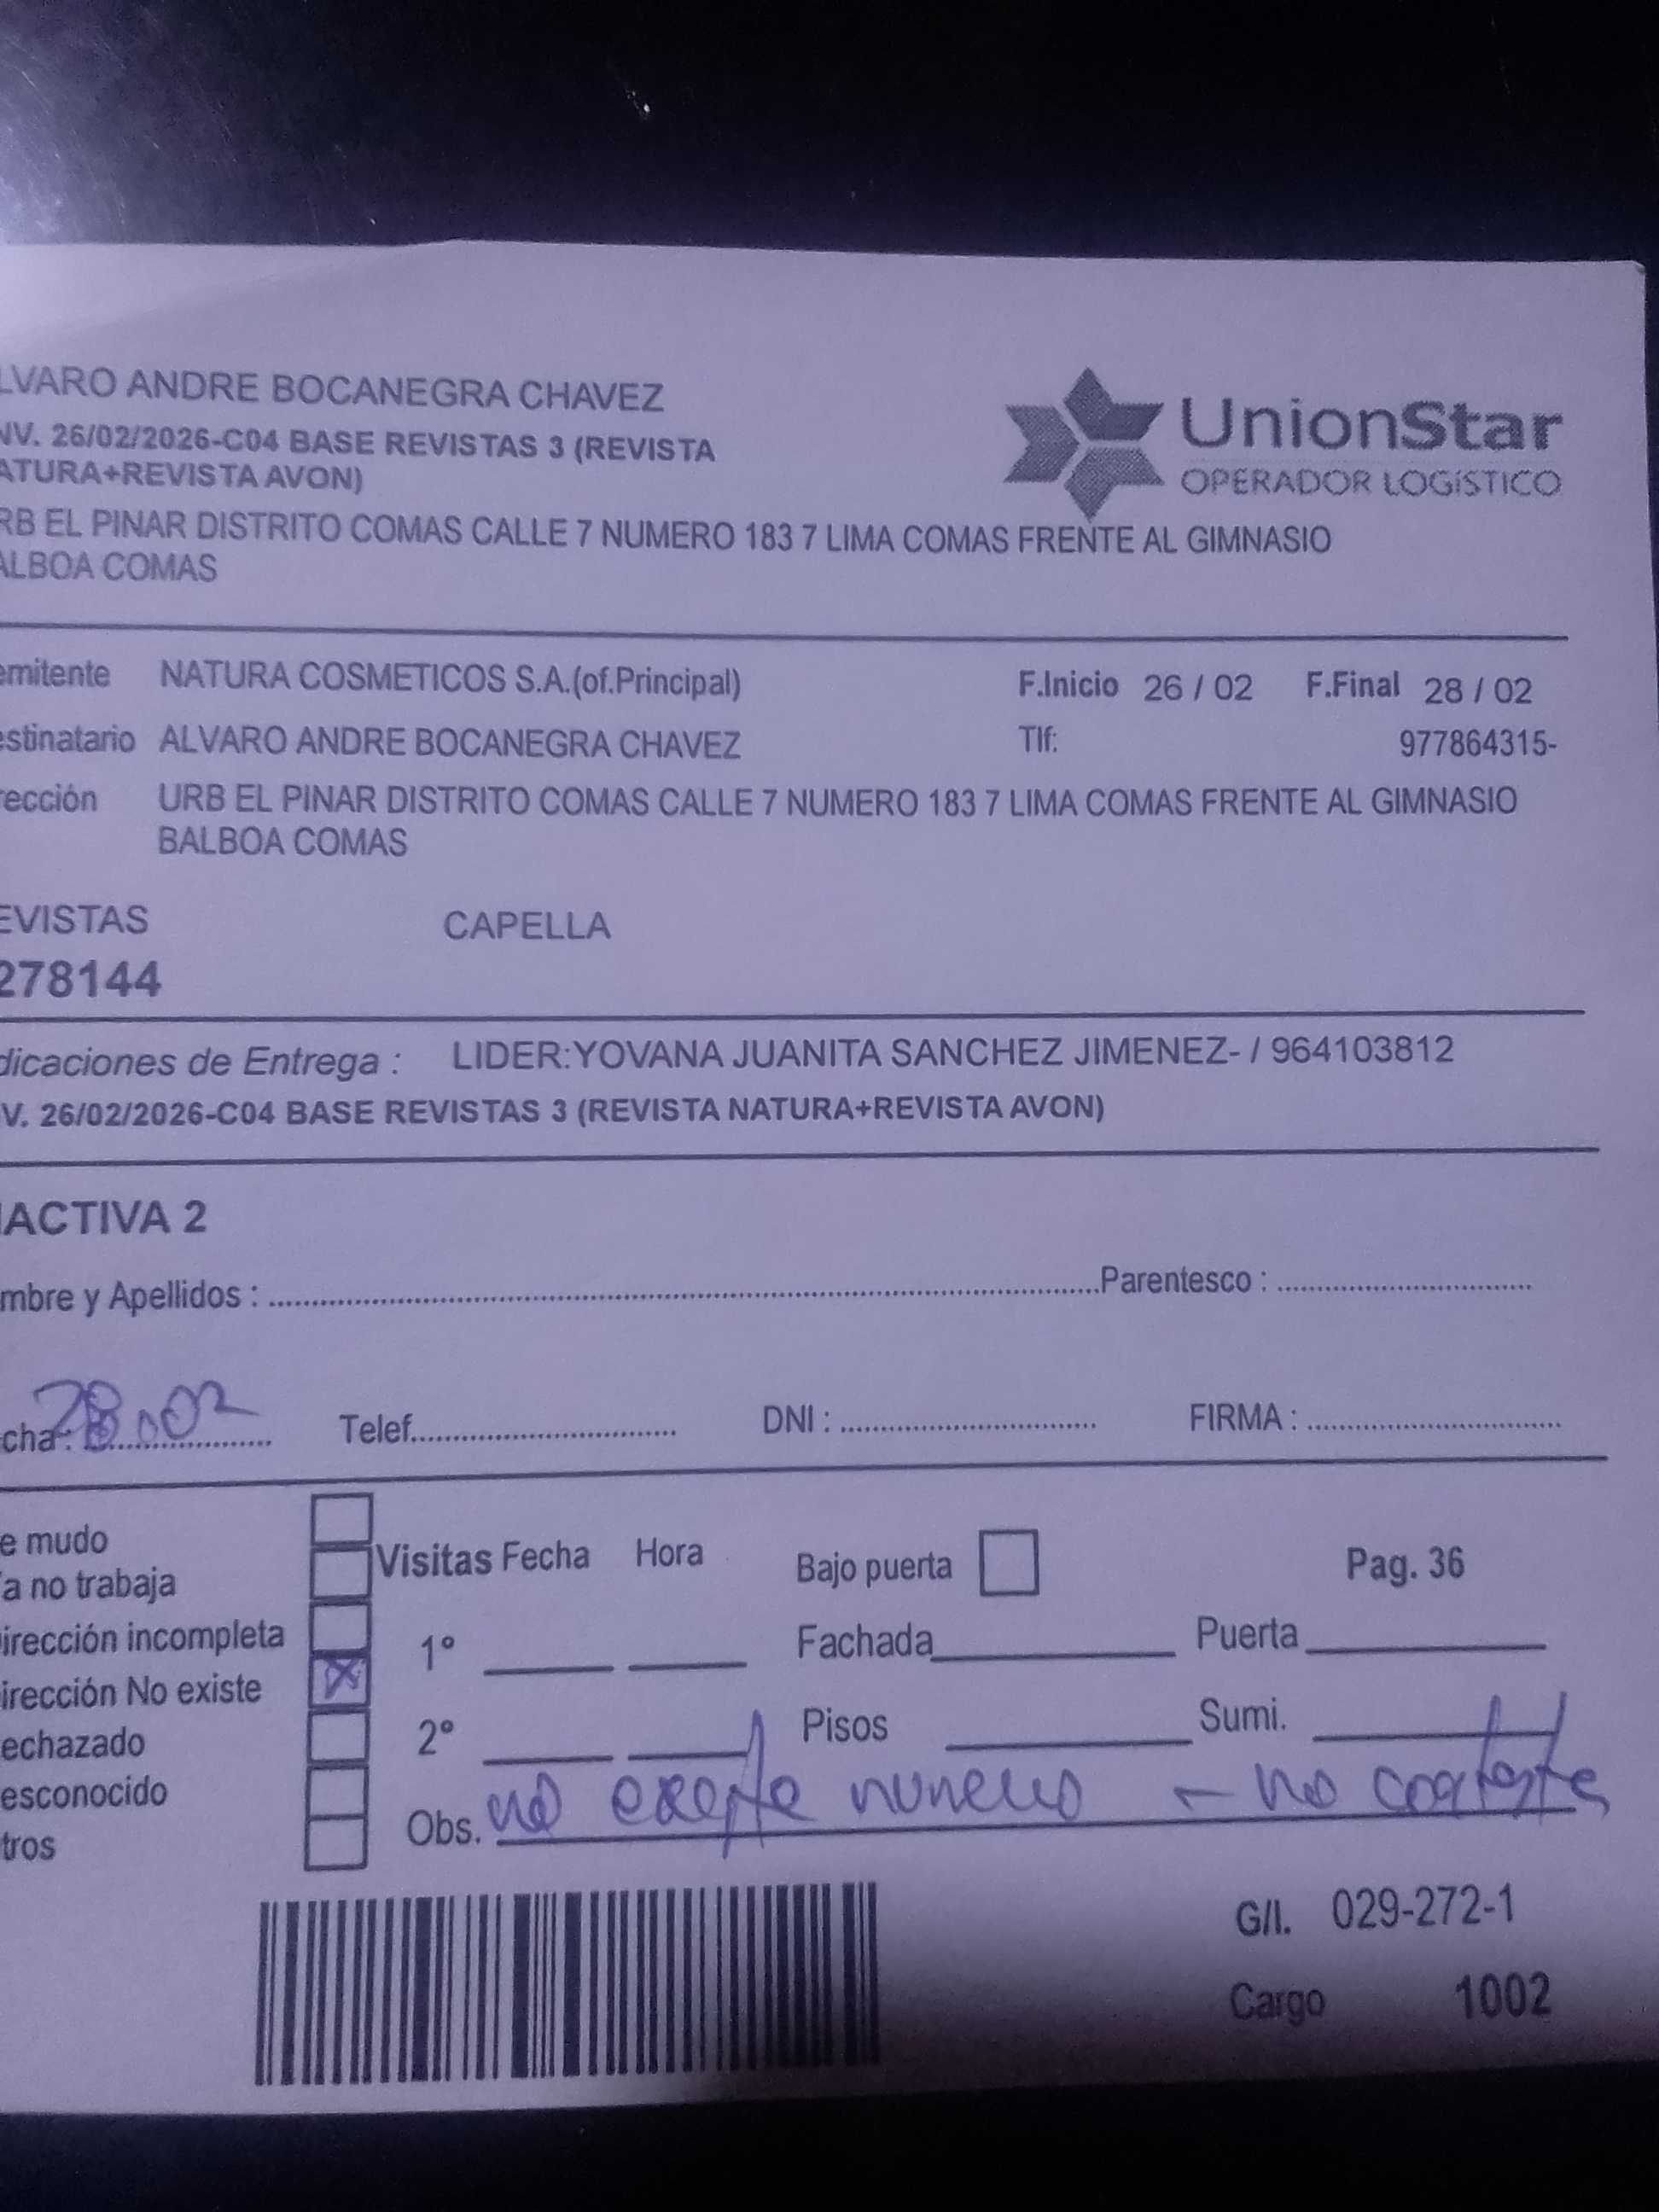 LVARO ANDRE BOCANEGRA CHAVEZ
NV. 26/02/2026-C04 BASE REVISTAS 3 (REVISTA
ATURA+REVISTA AVON)
UnionStar
OPERADOR LOGÍSTICO
RB EL PINAR DISTRITO COMAS CALLE 7 NUMERO 183 7 LIMA COMAS FRENTE AL GIMNASIO
ALBOA COMAS
emitente NATURA COSMETICOS S.A.(of.Principal) F.Inicio 26 / 02 F.Final 28 / 02
estinatario ALVARO ANDRE BOCANEGRA CHAVEZ Tlf: 977864315-
rección URB EL PINAR DISTRITO COMAS CALLE 7 NUMERO 183 7 LIMA COMAS FRENTE AL GIMNASIO
BALBOA COMAS
EVISTAS CAPELLA
278144
dicaciones de Entrega : LIDER:YOVANA JUANITA SANCHEZ JIMENEZ- / 964103812
V. 26/02/2026-C04 BASE REVISTAS 3 (REVISTA NATURA+REVISTA AVON)
ACTIVA 2
mbre y Apellidos : Parentesco :
cha: 28.02 Telef. DNI : FIRMA :
e mudo
a no trabaja
irección incompleta
irección No existe
echazado
esconocido
tros
Visitas Fecha Hora Bajo puerta Pag. 36
1° Fachada Puerta
2° Pisos Sumi.
Obs. no existe numero - no contesta
G/I. 029-272-1
Cargo 1002